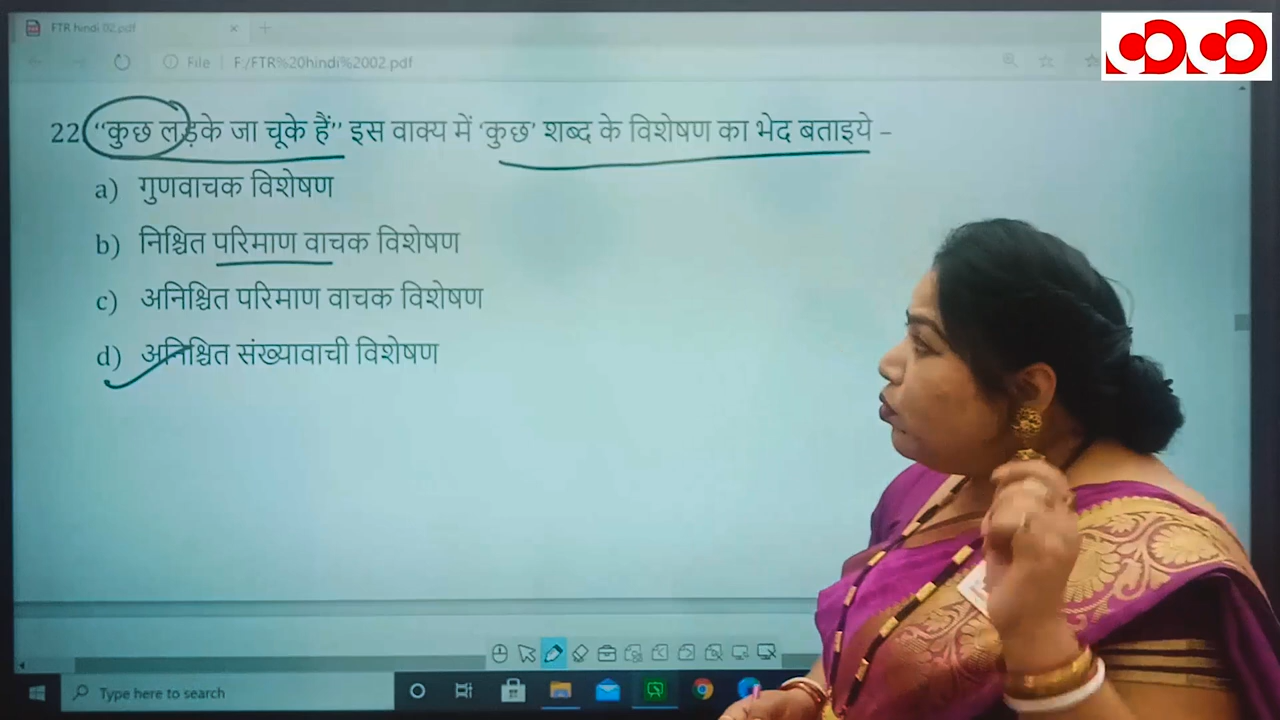 FTR hindi 02.pdf
File F:/FTR%20hindi%2002.pdf
22 “कुछ लड़के जा चूके हैं” इस वाक्य में ‘कुछ’ शब्द के विशेषण का भेद बताइये –
a) गुणवाचक विशेषण
b) निश्चित परिमाण वाचक विशेषण
c) अनिश्चित परिमाण वाचक विशेषण
d) अनिश्चित संख्यावाची विशेषण
Type here to search